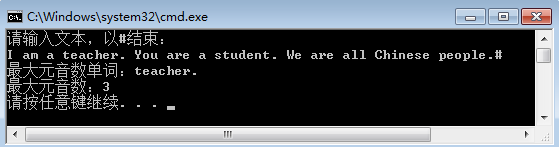 C:\Windows\system32\cmd.exe
请输入文本，以#结束：
I am a teacher. You are a student. We are all Chinese people.#
最大元音数单词：teacher.
最大元音数：3
请按任意键继续. . .